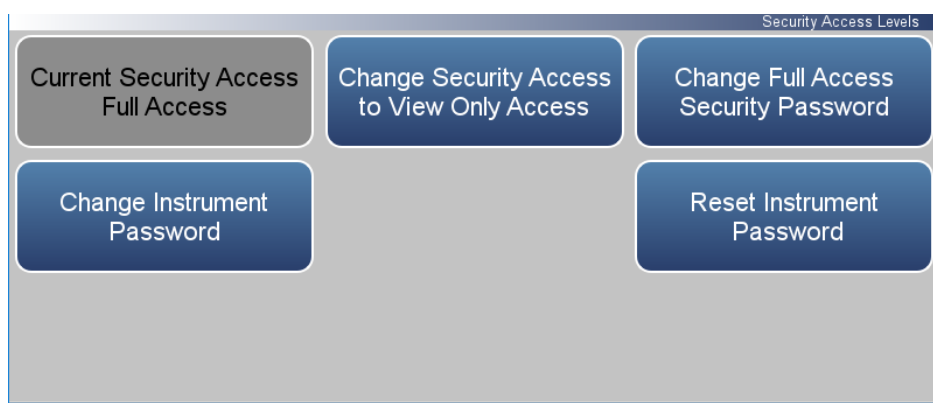 Security Access Levels
Current Security Access
Full Access
Change Security Access
to View Only Access
Change Full Access
Security Password
Change Instrument
Password
Reset Instrument
Password